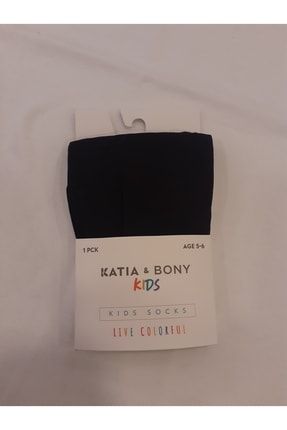 1 PCK AGE 5-6
KATIA & BONY
KIDS
KIDS SOCKS
LIVE COLORFUL